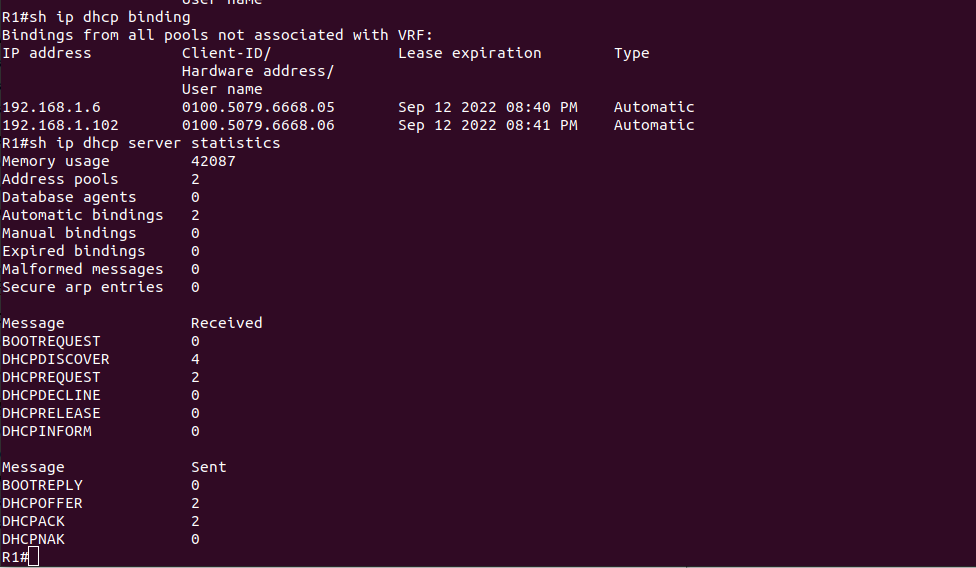 User name
R1#sh ip dhcp binding
Bindings from all pools not associated with VRF:
IP address          Client-ID/              Lease expiration        Type
                    Hardware address/
                    User name
192.168.1.6         0100.5079.6668.05       Sep 12 2022 08:40 PM    Automatic
192.168.1.102       0100.5079.6668.06       Sep 12 2022 08:41 PM    Automatic
R1#sh ip dhcp server statistics
Memory usage         42087
Address pools        2
Database agents      0
Automatic bindings   2
Manual bindings      0
Expired bindings     0
Malformed messages   0
Secure arp entries   0

Message              Received
BOOTREQUEST          0
DHCPDISCOVER         4
DHCPREQUEST          2
DHCPDECLINE          0
DHCPRELEASE          0
DHCPINFORM           0

Message              Sent
BOOTREPLY            0
DHCPOFFER            2
DHCPACK              2
DHCPNAK              0
R1#